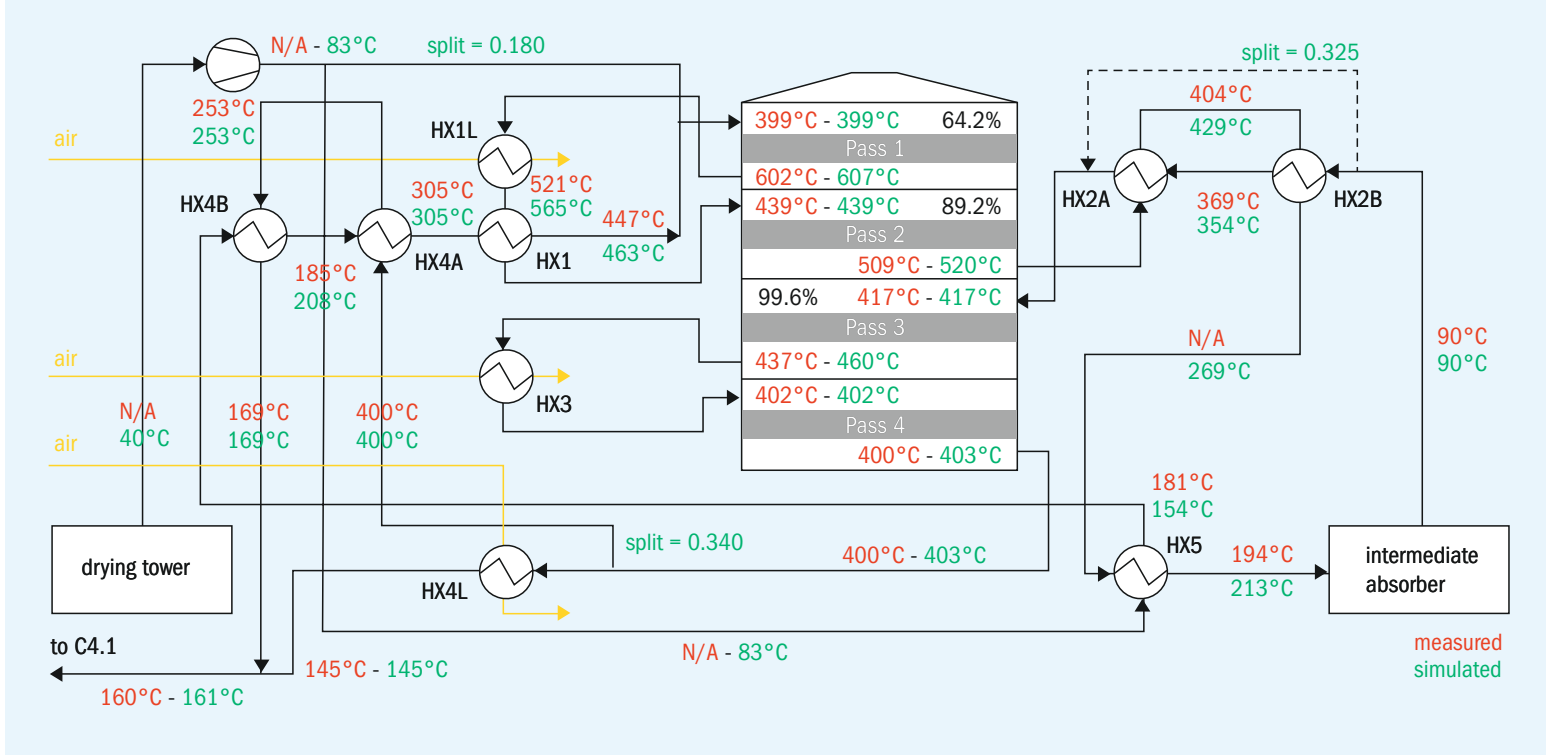 N/A - 83°C
split = 0.180
split = 0.325
253°C
253°C
air
HX1L
399°C - 399°C
64.2%
Pass 1
602°C - 607°C
404°C
429°C
HX4B
305°C
305°C
521°C
565°C
447°C
463°C
HX4A
HX1
185°C
208°C
439°C - 439°C
89.2%
Pass 2
509°C - 520°C
HX2A
369°C
354°C
HX2B
99.6%
417°C - 417°C
Pass 3
437°C - 460°C
air
HX3
402°C - 402°C
Pass 4
400°C - 403°C
N/A
269°C
90°C
90°C
N/A
40°C
169°C
169°C
400°C
400°C
air
181°C
154°C
drying tower
split = 0.340
400°C - 403°C
HX4L
HX5
194°C
213°C
intermediate
absorber
to C4.1
145°C - 145°C
N/A - 83°C
160°C - 161°C
measured
simulated